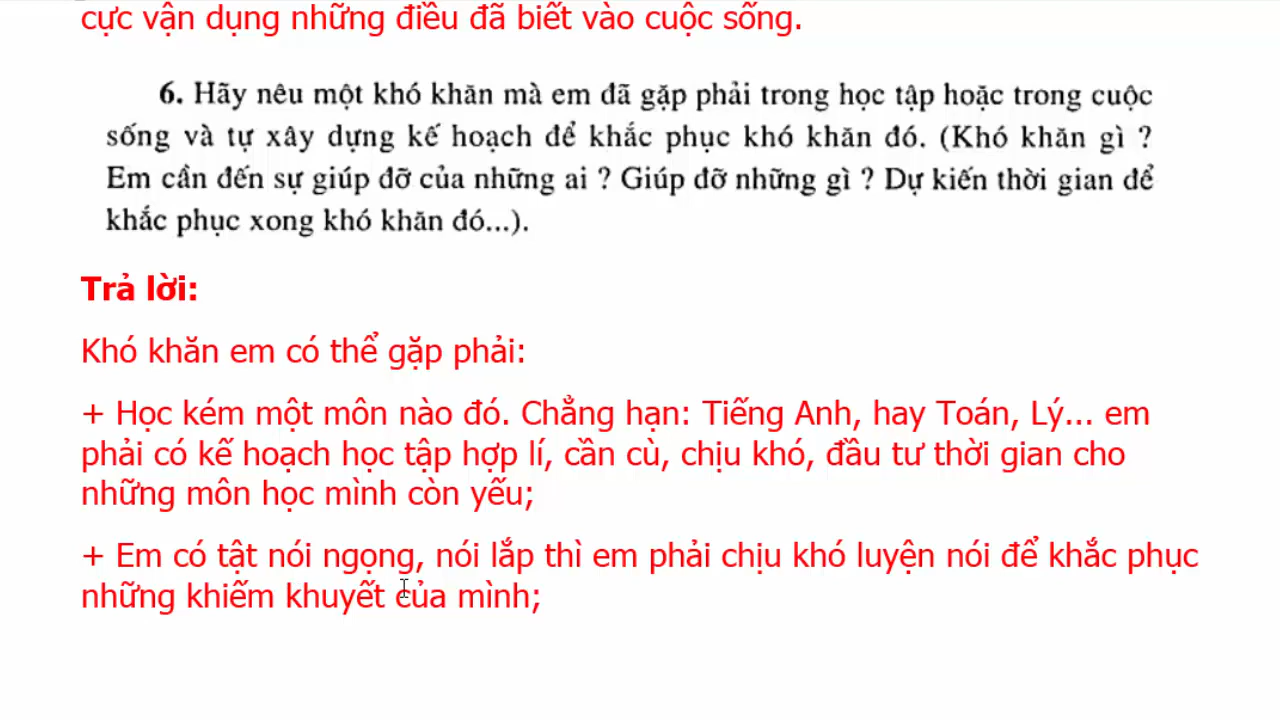 cực vận dụng những điều đã biết vào cuộc sống.
6. Hãy nêu một khó khăn mà em đã gặp phải trong học tập hoặc trong cuộc
sống và tự xây dựng kế hoạch để khắc phục khó khăn đó. (Khó khăn gì ?
Em cần đến sự giúp đỡ của những ai ? Giúp đỡ những gì ? Dự kiến thời gian để
khắc phục xong khó khăn đó...).
Trả lời:
Khó khăn em có thể gặp phải:
+ Học kém một môn nào đó. Chẳng hạn: Tiếng Anh, hay Toán, Lý... em
phải có kế hoạch học tập hợp lí, cần cù, chịu khó, đầu tư thời gian cho
những môn học mình còn yếu;
+ Em có tật nói ngọng, nói lắp thì em phải chịu khó luyện nói để khắc phục
những khiếm khuyết của mình;